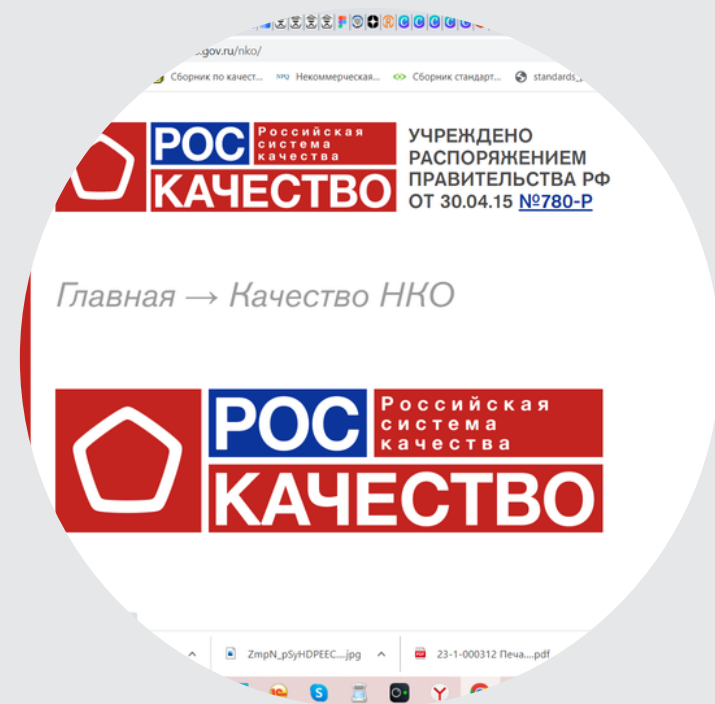 .gov.ru/nko/
Сборник по качест... NPQ Некоммерческая... Сборник стандарт... standards_
РОС Российская
система
качества
КАЧЕСТВО
УЧРЕЖДЕНО
РАСПОРЯЖЕНИЕМ
ПРАВИТЕЛЬСТВА РФ
ОТ 30.04.15 №780-Р
Главная → Качество НКО
РОС Российская
система
качества
КАЧЕСТВО
ZmpN_pSyHDPEEC....jpg 23-1-000312 Печа....pdf